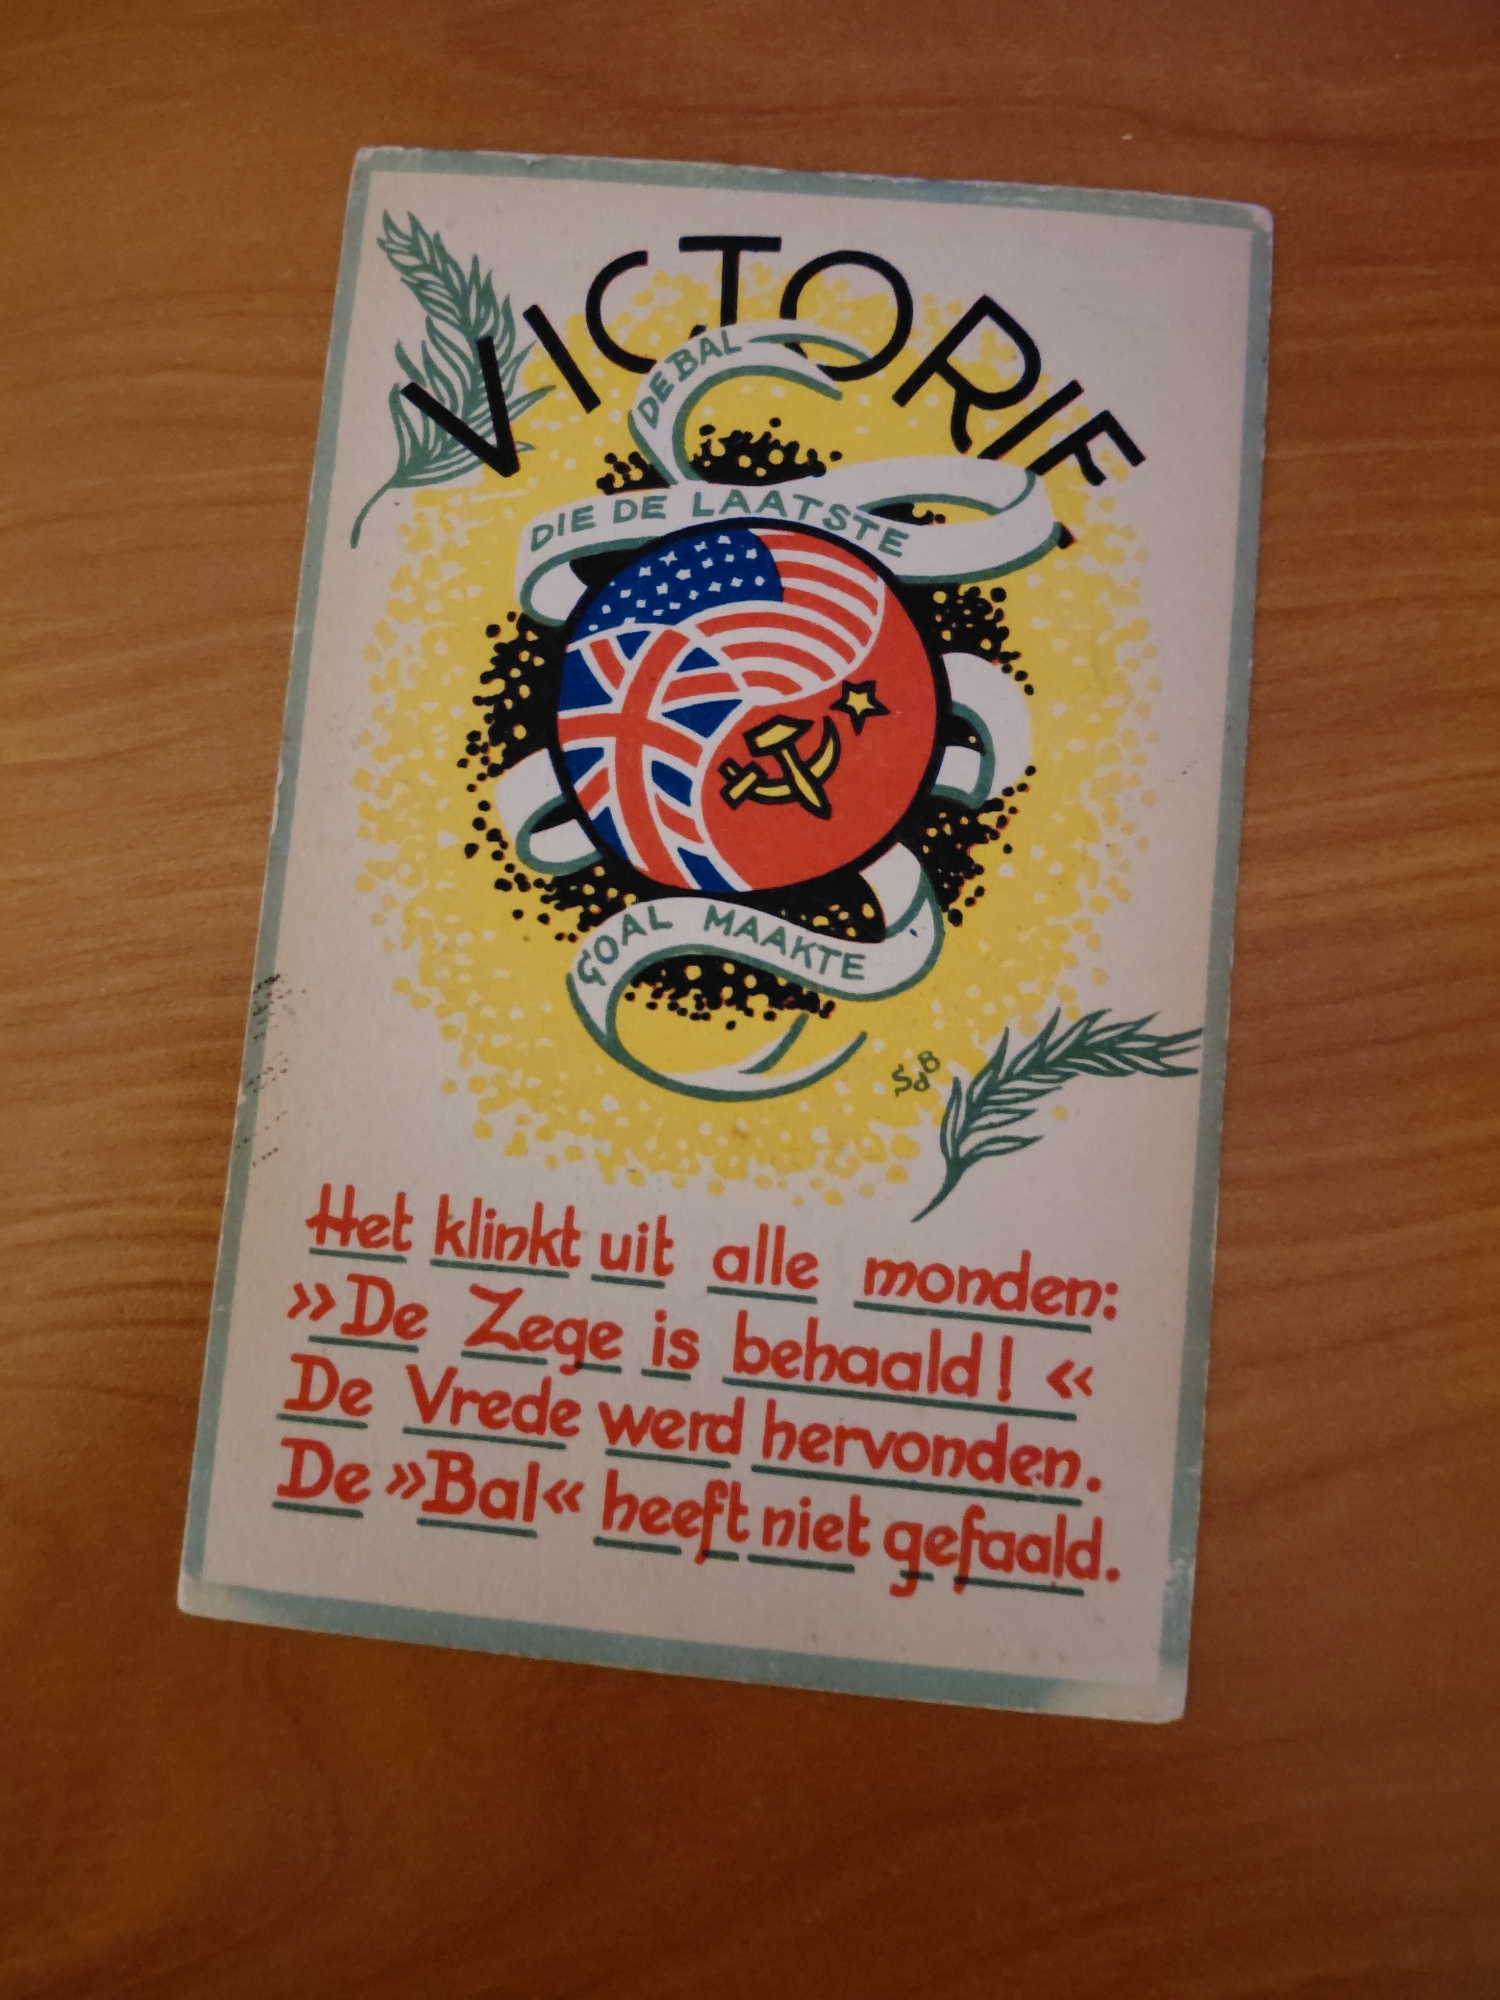 VICTORIE
DE BAL
DIE DE LAATSTE
GOAL MAAKTE
SdB
Het klinkt uit alle monden:
»De Zege is behaald! «
De Vrede werd hervonden.
De »Bal« heeft niet gefaald.